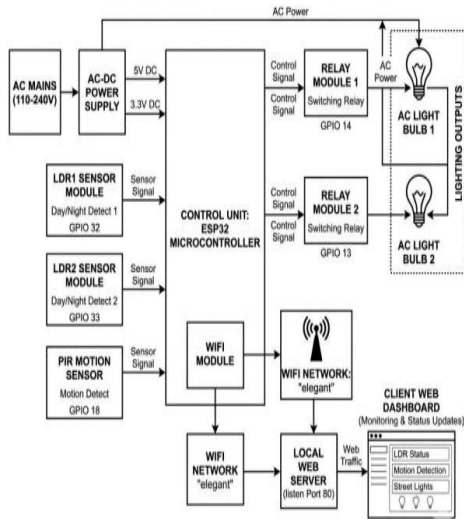 AC Power
AC MAINS
(110-240V)
AC-DC
POWER
SUPPLY
5V DC
3.3V DC
CONTROL UNIT:
ESP32
MICROCONTROLLER
Control
Signal
Control
Signal
RELAY
MODULE 1
Switching Relay
GPIO 14
AC
Power
AC LIGHT
BULB 1
LIGHTING OUTPUTS
LDR1 SENSOR
MODULE
Day/Night Detect 1
GPIO 32
Sensor
Signal
Control
Signal
Control
Signal
RELAY
MODULE 2
Switching Relay
GPIO 13
AC LIGHT
BULB 2
LDR2 SENSOR
MODULE
Day/Night Detect 2
GPIO 33
Sensor
Signal
PIR MOTION
SENSOR
Motion Detect
GPIO 18
Sensor
Signal
WIFI
MODULE
WIFI NETWORK:
"elegant"
WIFI
NETWORK
"elegant"
LOCAL
WEB
SERVER
(listen Port 80)
Web
Traffic
CLIENT WEB
DASHBOARD
(Monitoring & Status Updates)
LDR Status
Motion Detection
Street Lights